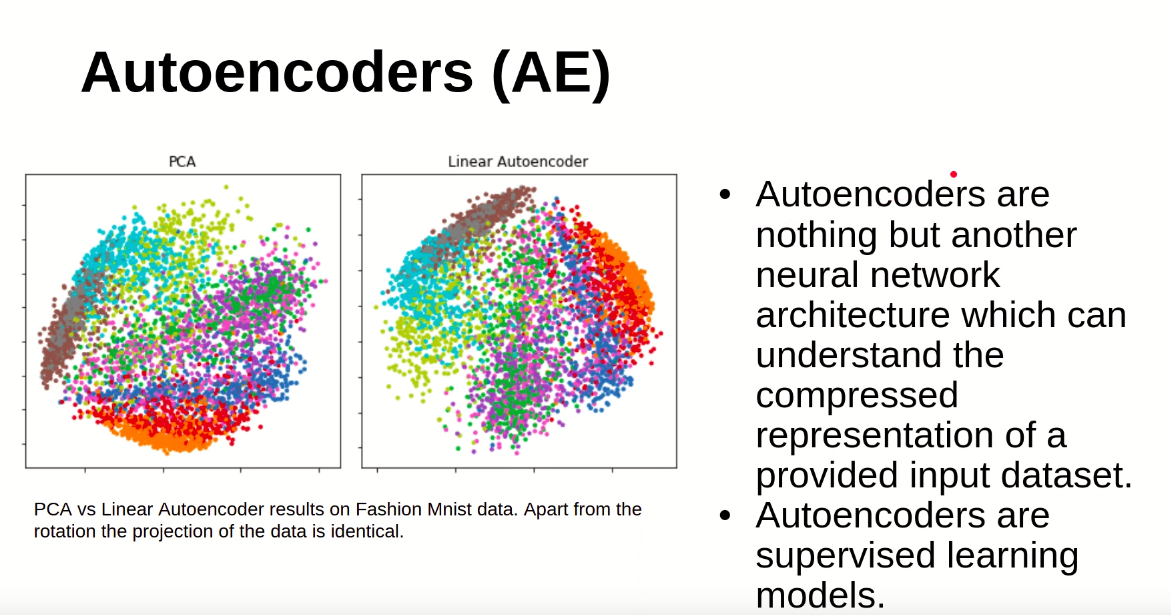 Autoencoders (AE)
PCA
Linear Autoencoder
PCA vs Linear Autoencoder results on Fashion Mnist data. Apart from the
rotation the projection of the data is identical.
• Autoencoders are
nothing but another
neural network
architecture which can
understand the
compressed
representation of a
provided input dataset.
• Autoencoders are
supervised learning
models.